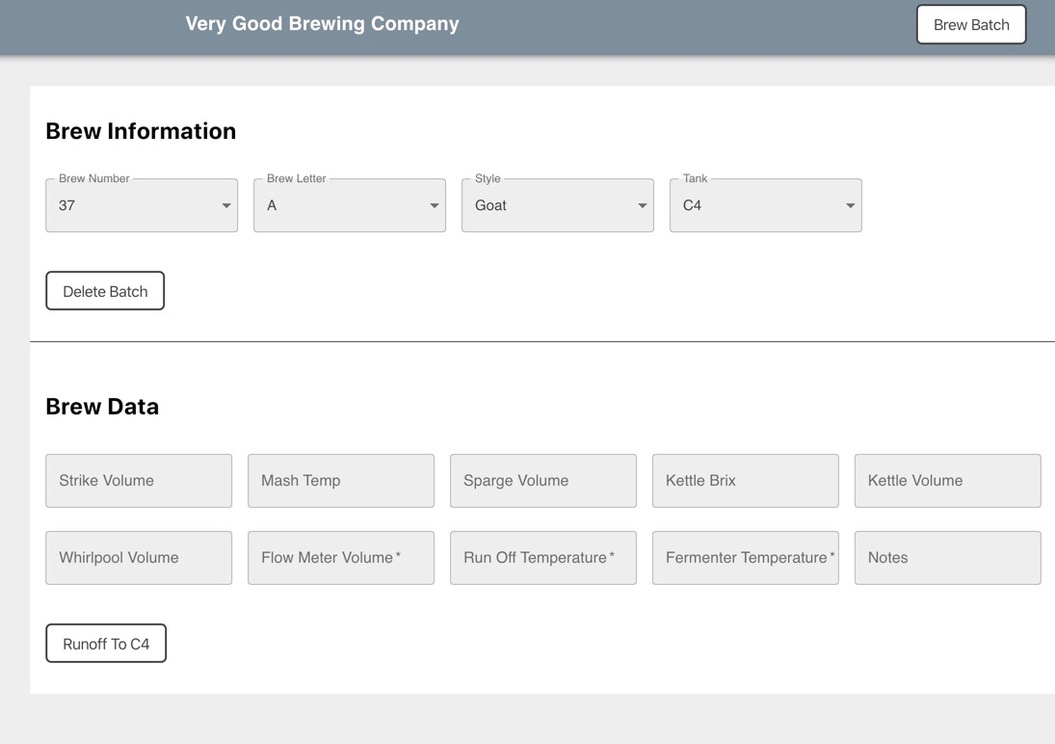 Very Good Brewing Company
Brew Batch
Brew Information
Brew Number
Brew Letter
Style
Tank
37
A
Goat
C4
Delete Batch
Brew Data
Strike Volume
Mash Temp
Sparge Volume
Kettle Brix
Kettle Volume
Whirlpool Volume
Flow Meter Volume *
Run Off Temperature *
Fermenter Temperature *
Notes
Runoff To C4